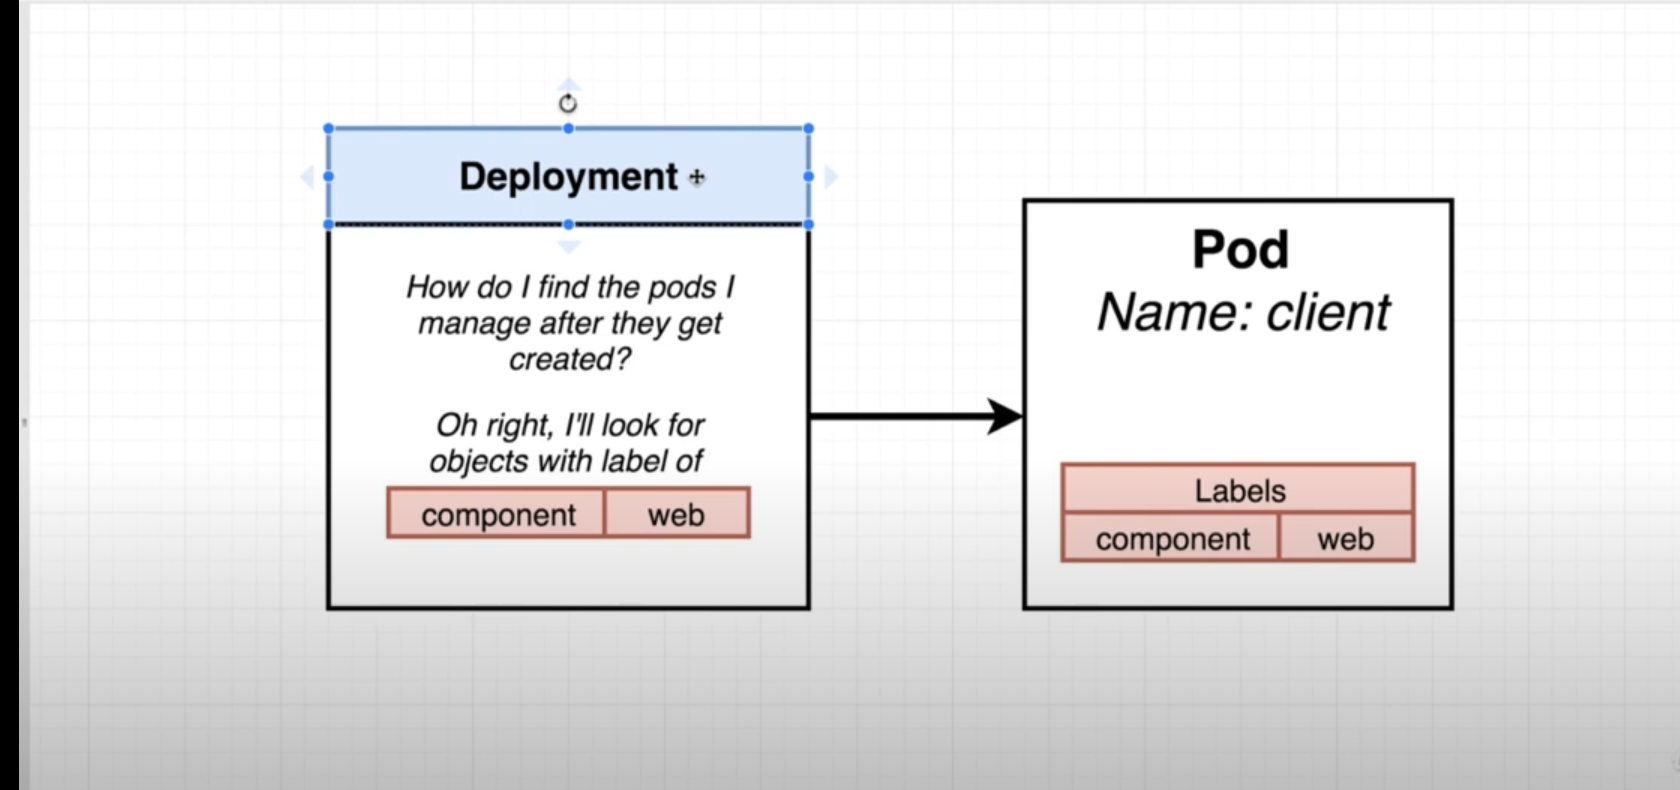 Deployment
How do I find the pods I
manage after they get
created?
Oh right, I'll look for
objects with label of
component web
Pod
Name: client
Labels
component web